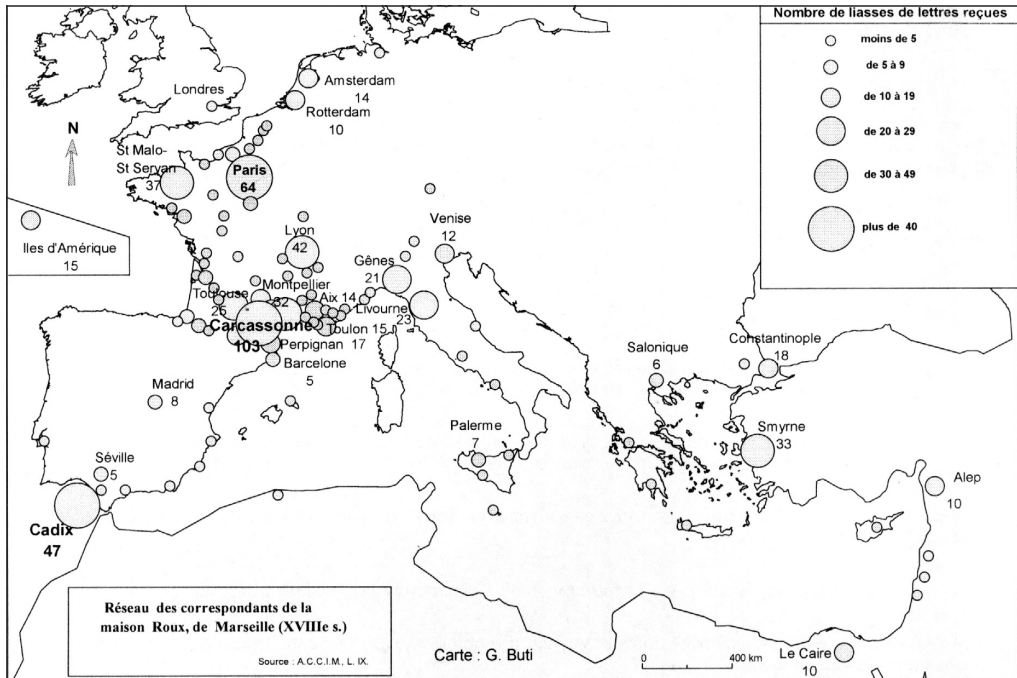 Nombre de liasses de lettres reçues
moins de 5
de 5 à 9
de 10 à 19
de 20 à 29
de 30 à 49
plus de 40
Amsterdam
14
Rotterdam
10
Londres
N
St Malo-
St Servan
37
Paris
64
Iles d'Amérique
15
Lyon
42
Venise
12
Gênes
21
Toulouse
25
Montpellier
32
Aix 14
Livourne
23
Carcassonne
103
Toulon 15
17
Perpignan
Barcelone
5
Madrid
8
Séville
5
Cadix
47
Palerme
7
Salonique
6
Constantinople
18
Smyrne
33
Alep
10
Le Caire
10
Réseau des correspondants de la
maison Roux, de Marseille (XVIIIe s.)
Source : A.C.C.I.M., L. IX.
Carte : G. Buti
0 400 km